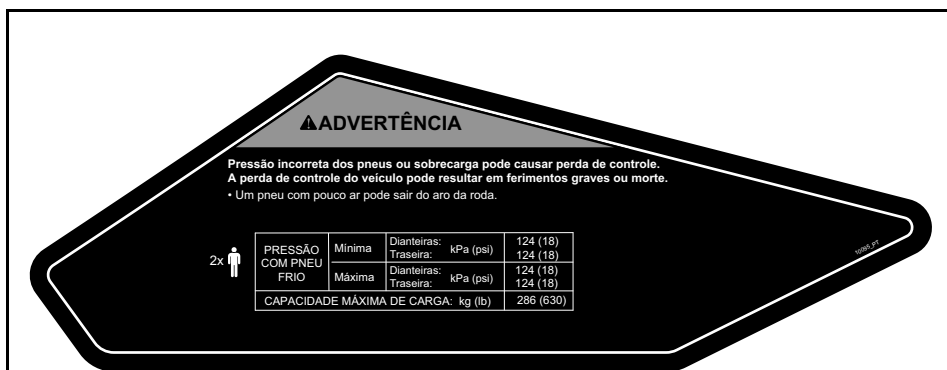 ADVERTÊNCIA
Pressão incorreta dos pneus ou sobrecarga pode causar perda de controle.
A perda de controle do veículo pode resultar em ferimentos graves ou morte.
• Um pneu com pouco ar pode sair do aro da roda.
2x
PRESSÃO COM PNEU FRIO
Mínima
Dianteiras: kPa (psi) 124 (18)
Traseira: 124 (18)
Máxima
Dianteiras: kPa (psi) 124 (18)
Traseira: 124 (18)
CAPACIDADE MÁXIMA DE CARGA: kg (lb) 286 (630)